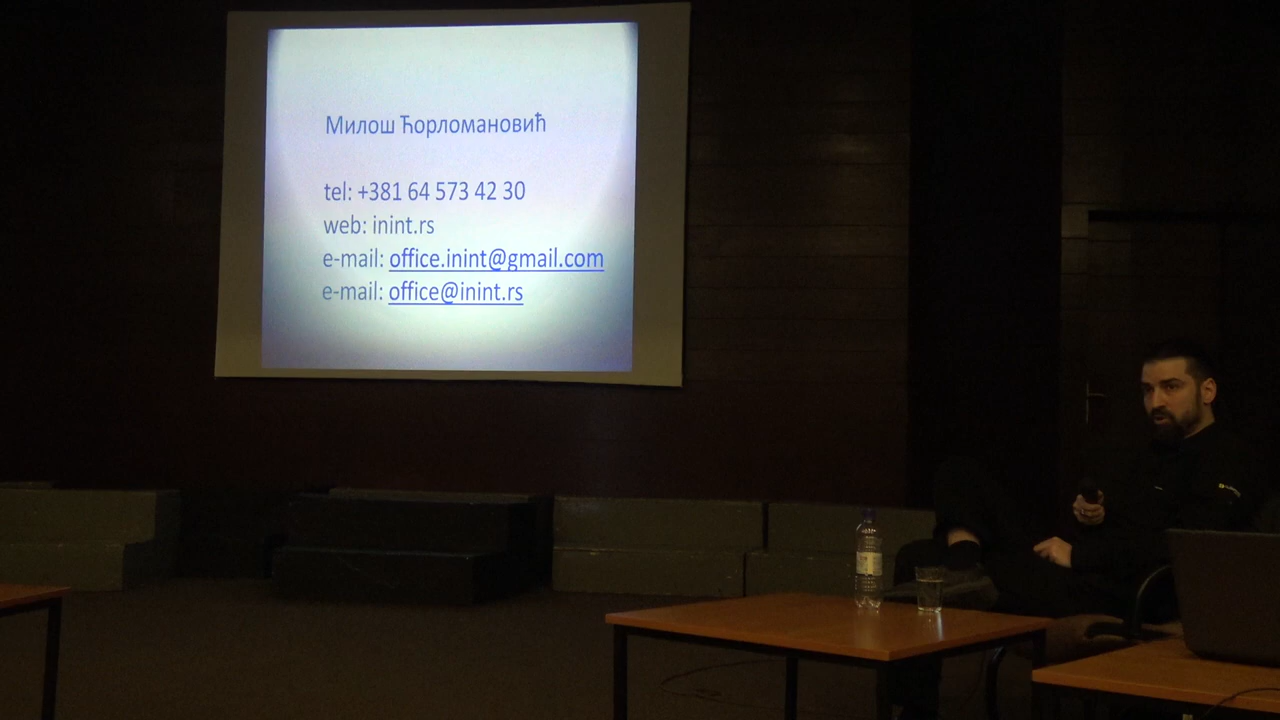 Милош Ћорломановић
tel: +381 64 573 42 30
web: inint.rs
e-mail: office.inint@gmail.com
e-mail: office@inint.rs